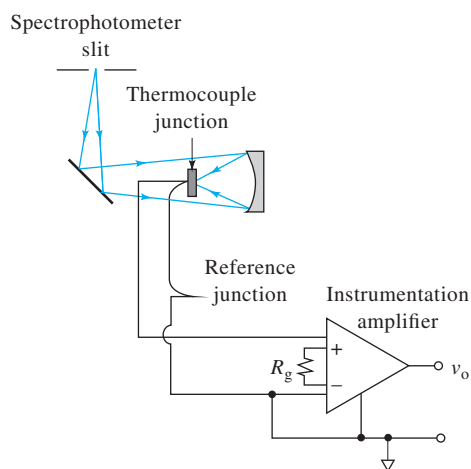 Spectrophotometer
slit
Thermocouple
junction
Reference
junction
Instrumentation
amplifier
+
R_g
−
v_o